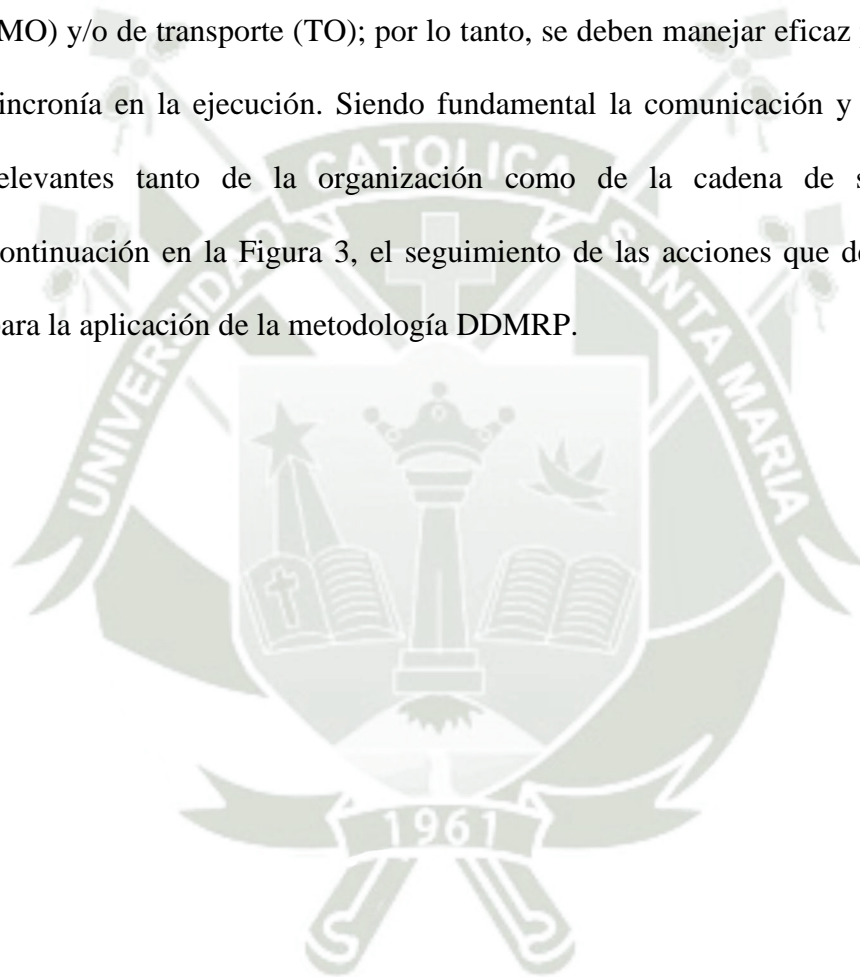 MO) y/o de transporte (TO); por lo tanto, se deben manejar eficaz
incronía en la ejecución. Siendo fundamental la comunicación y
elevantes tanto de la organización como de la cadena de s
ontinuación en la Figura 3, el seguimiento de las acciones que d
ara la aplicación de la metodología DDMRP.
UNIVERSIDAD CATOLICA SANTA MARIA
1961